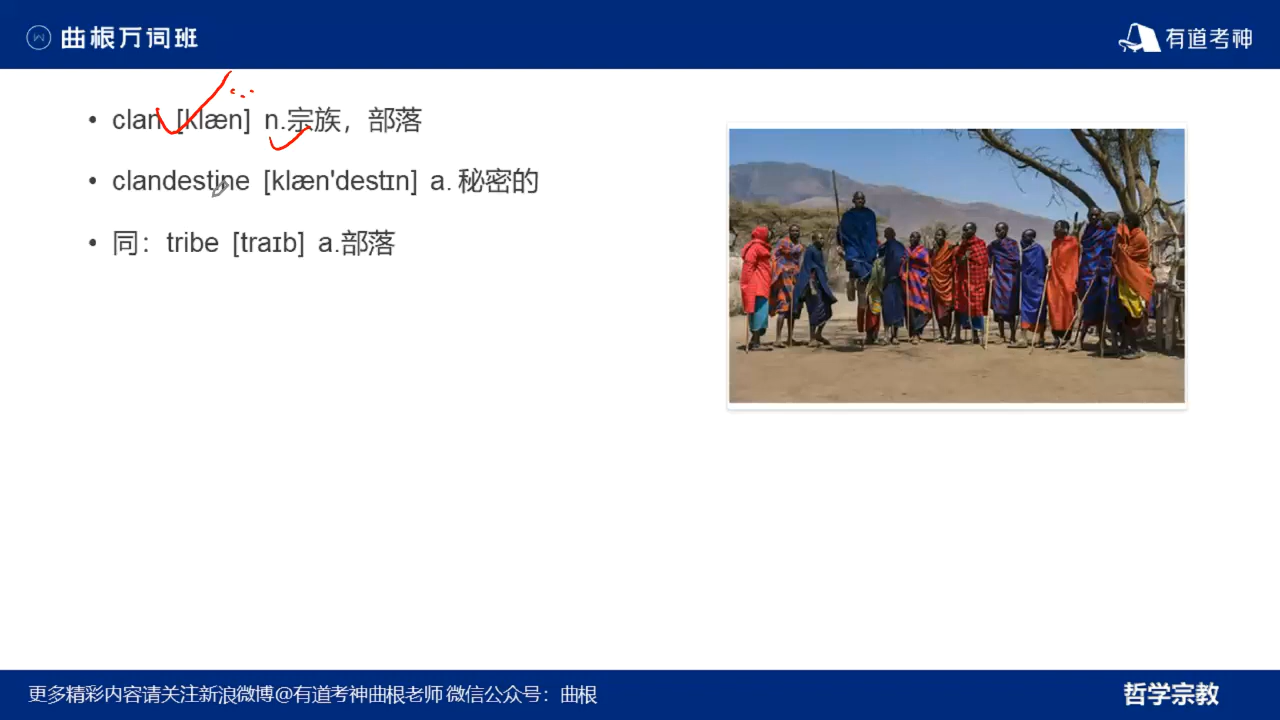 曲根万词班
有道考神
clan [klæn] n.宗族，部落
clandestine [klæn'destɪn] a. 秘密的
同：tribe [traɪb] a.部落
更多精彩内容请关注新浪微博@有道考神曲根老师 微信公众号：曲根
哲学宗教